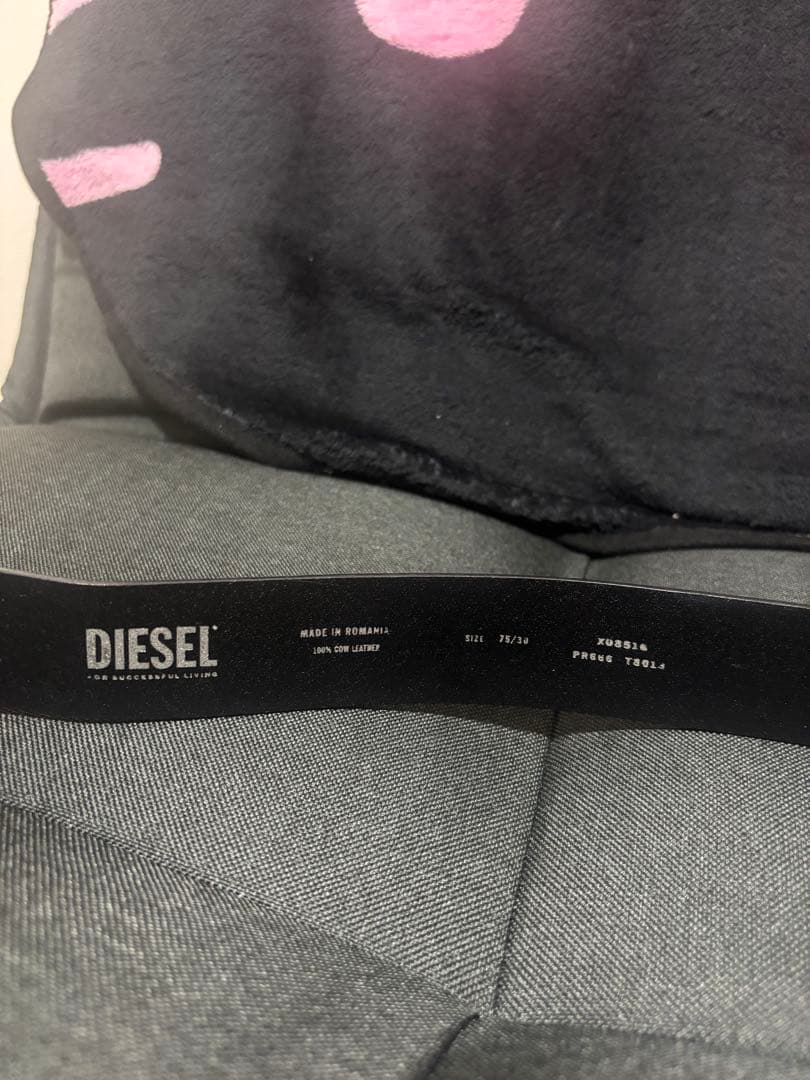 DIESEL
FOR SUCCESSFUL LIVING
MADE IN ROMANIA
100% COW LEATHER
SIZE 75/30
X08516
PR666 T8013